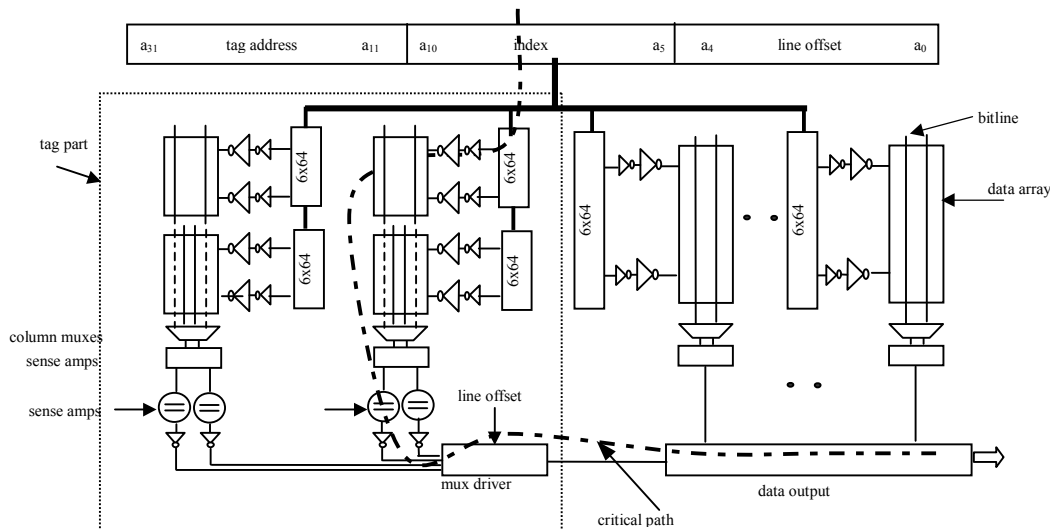 a31 tag address a11 a10 index a5 a4 line offset a0
bitline
tag part
6x64
6x64
6x64
6x64
data array
6x64
6x64
column muxes
sense amps
sense amps
line offset
mux driver
data output
critical path